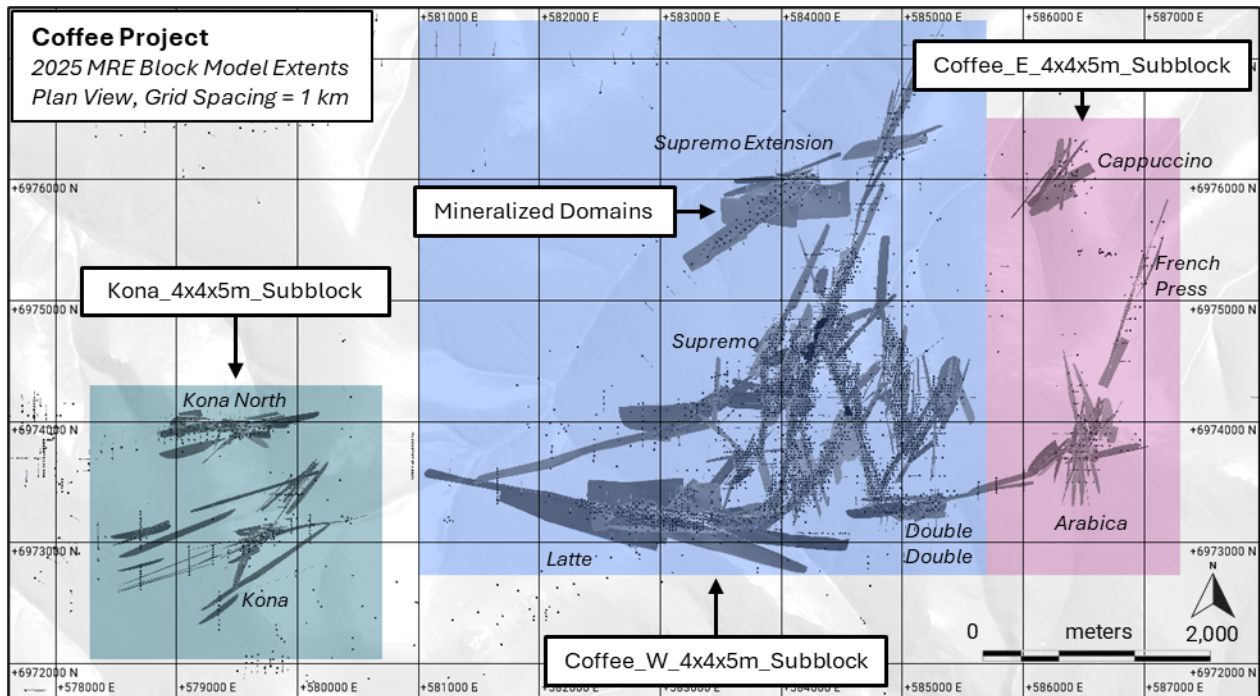 Coffee Project
2025 MRE Block Model Extents
Plan View, Grid Spacing = 1 km
+581000 E
+582000 E
+583000 E
+584000 E
+585000 E
+586000 E
+587000 E
Coffee_E_4x4x5m_Subblock
Supremo Extension
Cappuccino
+6976000 N
+6976000 N
Mineralized Domains
French
Press
Kona_4x4x5m_Subblock
+6975000 N
+6975000 N
Supremo
Kona North
+6974000 N
+6974000 N
Arabica
Double
Double
+6973000 N
+6973000 N
Latte
Kona
N
0 meters 2,000
Coffee_W_4x4x5m_Subblock
+6972000 N
+6972000 N
+578000 E
+579000 E
+580000 E
+581000 E
+582000 E
+583000 E
+584000 E
+585000 E
+586000 E
+587000 E